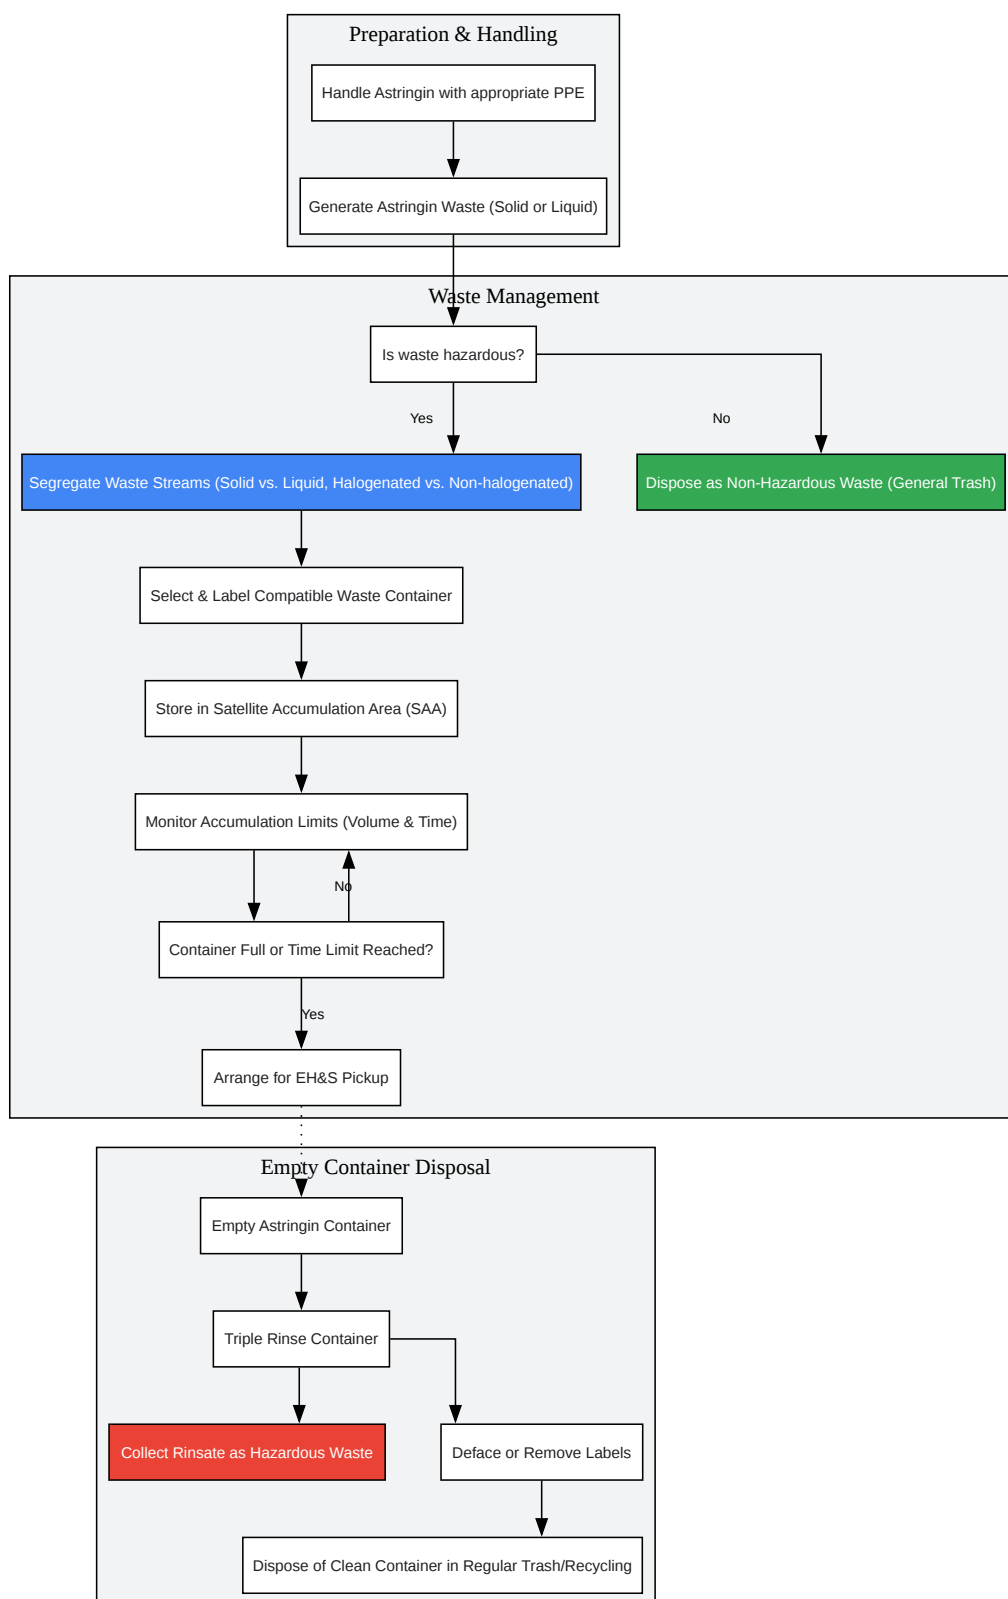 Preparation & Handling
Handle Astringin with appropriate PPE
Generate Astringin Waste (Solid or Liquid)
Waste Management
Is waste hazardous?
Yes
No
Segregate Waste Streams (Solid vs. Liquid, Halogenated vs. Non-halogenated)
Dispose as Non-Hazardous Waste (General Trash)
Select & Label Compatible Waste Container
Store in Satellite Accumulation Area (SAA)
Monitor Accumulation Limits (Volume & Time)
No
Container Full or Time Limit Reached?
Yes
Arrange for EH&S Pickup
Empty Container Disposal
Empty Astringin Container
Triple Rinse Container
Collect Rinsate as Hazardous Waste
Deface or Remove Labels
Dispose of Clean Container in Regular Trash/Recycling